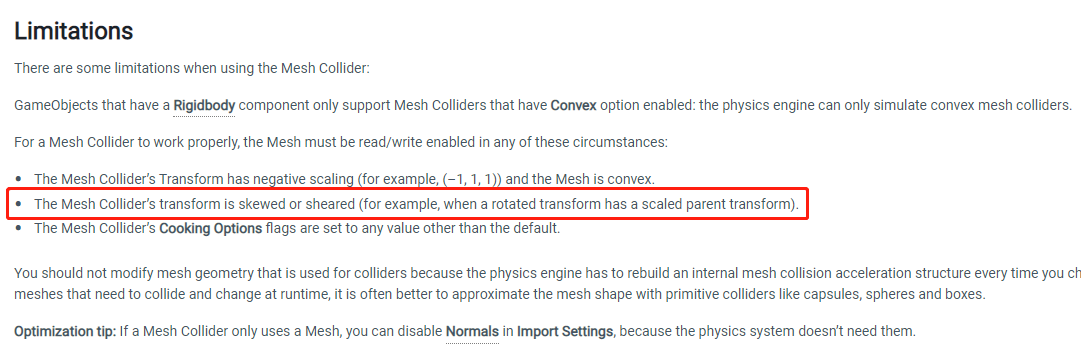 Limitations
There are some limitations when using the Mesh Collider:
GameObjects that have a Rigidbody component only support Mesh Colliders that have Convex option enabled: the physics engine can only simulate convex mesh colliders.
For a Mesh Collider to work properly, the Mesh must be read/write enabled in any of these circumstances:
• The Mesh Collider’s Transform has negative scaling (for example, (−1, 1, 1)) and the Mesh is convex.
• The Mesh Collider’s transform is skewed or sheared (for example, when a rotated transform has a scaled parent transform).
• The Mesh Collider’s Cooking Options flags are set to any value other than the default.
You should not modify mesh geometry that is used for colliders because the physics engine has to rebuild an internal mesh collision acceleration structure every time you
meshes that need to collide and change at runtime, it is often better to approximate the mesh shape with primitive colliders like capsules, spheres and boxes.
Optimization tip: If a Mesh Collider only uses a Mesh, you can disable Normals in Import Settings, because the physics system doesn’t need them.